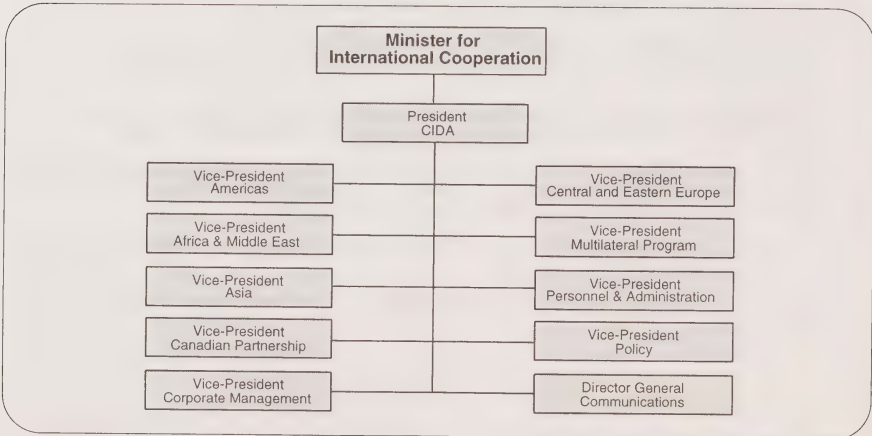 Minister for
International Cooperation
President
CIDA
Vice-President
Americas
Vice-President
Central and Eastern Europe
Vice-President
Africa & Middle East
Vice-President
Multilateral Program
Vice-President
Asia
Vice-President
Personnel & Administration
Vice-President
Canadian Partnership
Vice-President
Policy
Vice-President
Corporate Management
Director General
Communications